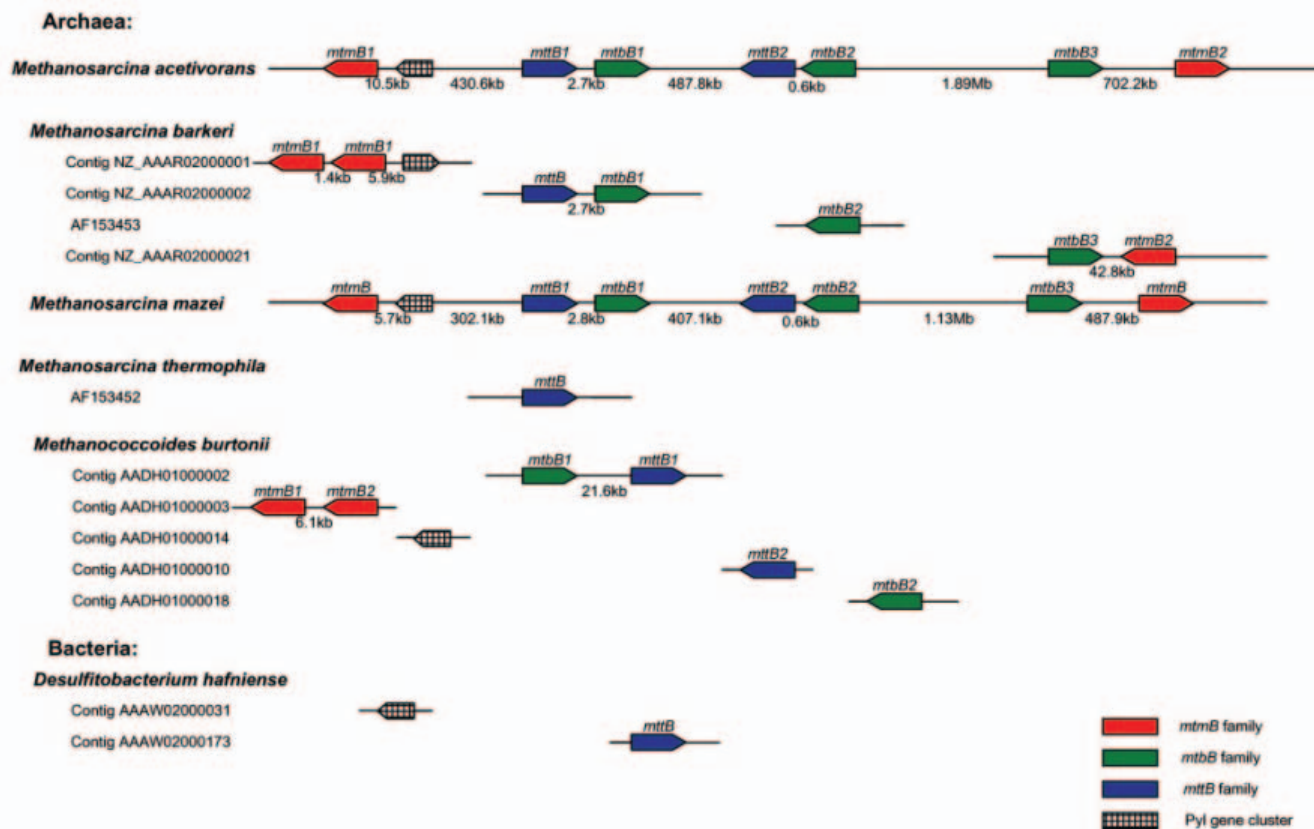 Archaea:
mtmB1 mttB1 mtbB1 mttB2 mtbB2 mtbB3 mtmB2
Methanosarcina acetivorans
10.5kb 430.6kb 2.7kb 487.8kb 0.6kb 1.89Mb 702.2kb
Methanosarcina barkeri
mtmB1 mtmB1
Contig NZ_AAAR02000001
1.4kb 5.9kb
mttB mtbB1
Contig NZ_AAAR02000002
2.7kb
mtbB2
AF153453
mtbB3 mtmB2
Contig NZ_AAAR02000021
42.8kb
mtmB mttB1 mtbB1 mttB2 mtbB2 mtbB3 mtmB
Methanosarcina mazei
5.7kb 302.1kb 2.8kb 407.1kb 0.6kb 1.13Mb 487.9kb
Methanosarcina thermophila
mttB
AF153452
Methanococcoides burtonii
mtbB1 mttB1
Contig AADH01000002
21.6kb
mtmB1 mtmB2
Contig AADH01000003
6.1kb
Contig AADH01000014
mttB2
Contig AADH01000010
mtbB2
Contig AADH01000018
Bacteria:
Desulfitobacterium hafniense
Contig AAAW02000031
mttB
Contig AAAW02000173
mtmB family
mtbB family
mttB family
Pyl gene cluster